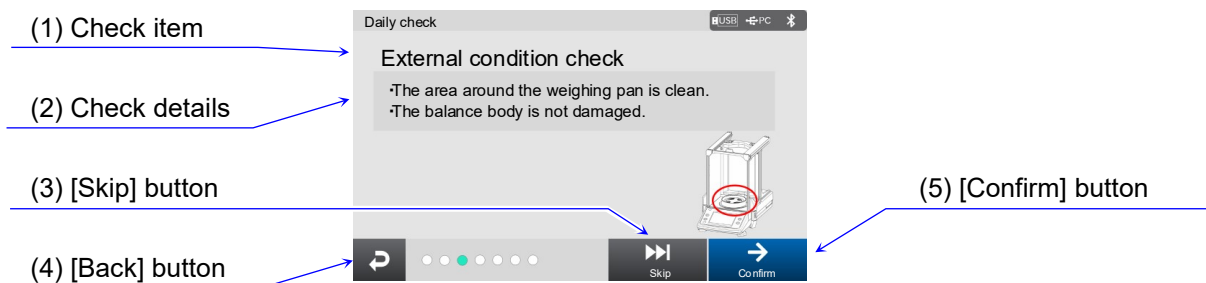 (1) Check item
(2) Check details
(3) [Skip] button
(4) [Back] button
Daily check
USB PC
External condition check
・The area around the weighing pan is clean.
・The balance body is not damaged.
Skip
Confirm
(5) [Confirm] button